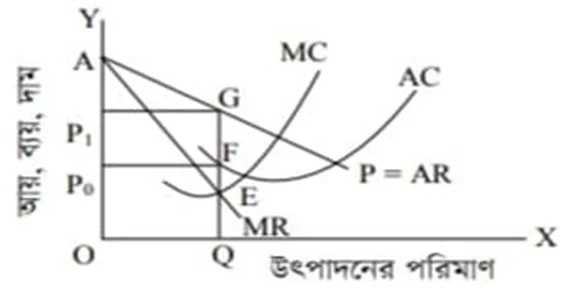 Y
MC
A
AC
G
P₁
F
P₀
P = AR
E
MR
O
Q
X
আয়, ব্যয়, দাম
উৎপাদনের পরিমাণ